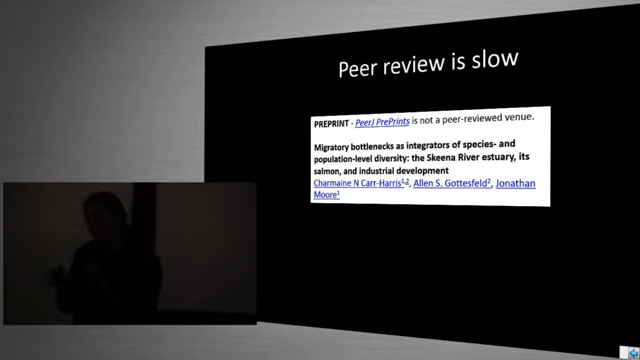 Peer review is slow
PREPRINT - PeerJ PrePrints is not a peer-reviewed venue.
Migratory bottlenecks as integrators of species- and
population-level diversity: the Skeena River estuary, its
salmon, and industrial development
Charmaine N Carr-Harris1,2, Allen S. Gottesfeld2, Jonathan
Moore1